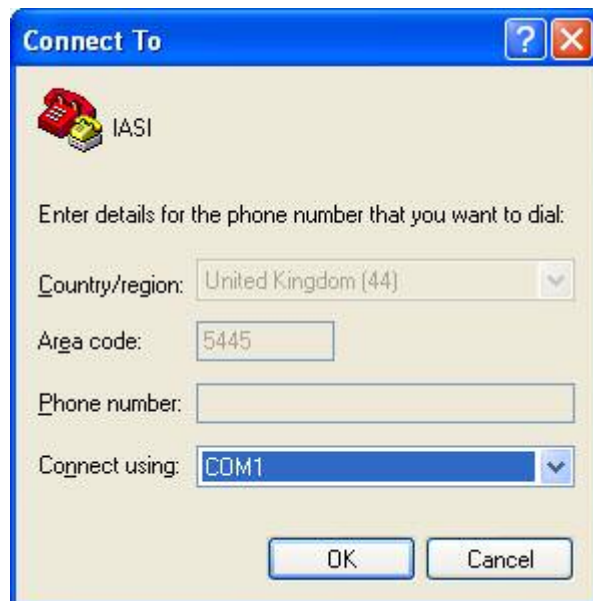 Connect To
IASI
Enter details for the phone number that you want to dial:
Country/region: United Kingdom (44)
Area code: 5445
Phone number:
Connect using: COM1
OK Cancel